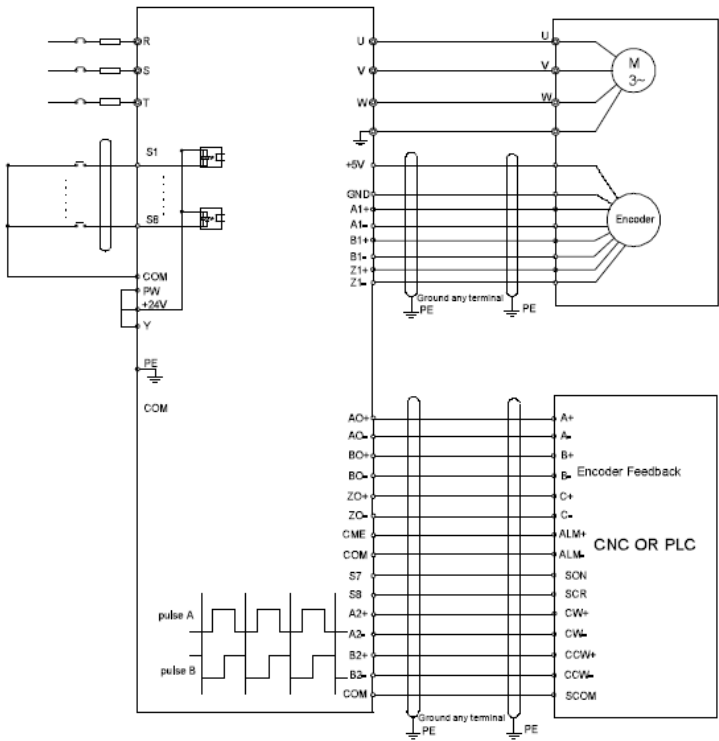 R
U
U
S
V
V
M
3~
T
W
W
S1
+5V
GND
A1+
S6
A1-
Encoder
B1+
B1-
Z1+
COM
Z1-
PW
+24V
Ground any terminal
PE
PE
Y
PE
COM
AO+
A+
AO-
A-
BO+
B+
BO-
B-
Encoder Feedback
ZO+
C+
ZO-
C-
CME
ALM+
CNC OR PLC
COM
ALM-
S7
SON
S8
SCR
pulse A
A2+
CW+
A2-
CW-
B2+
CCW+
pulse B
B2-
CCW-
COM
SCOM
Ground any terminal
PE
PE